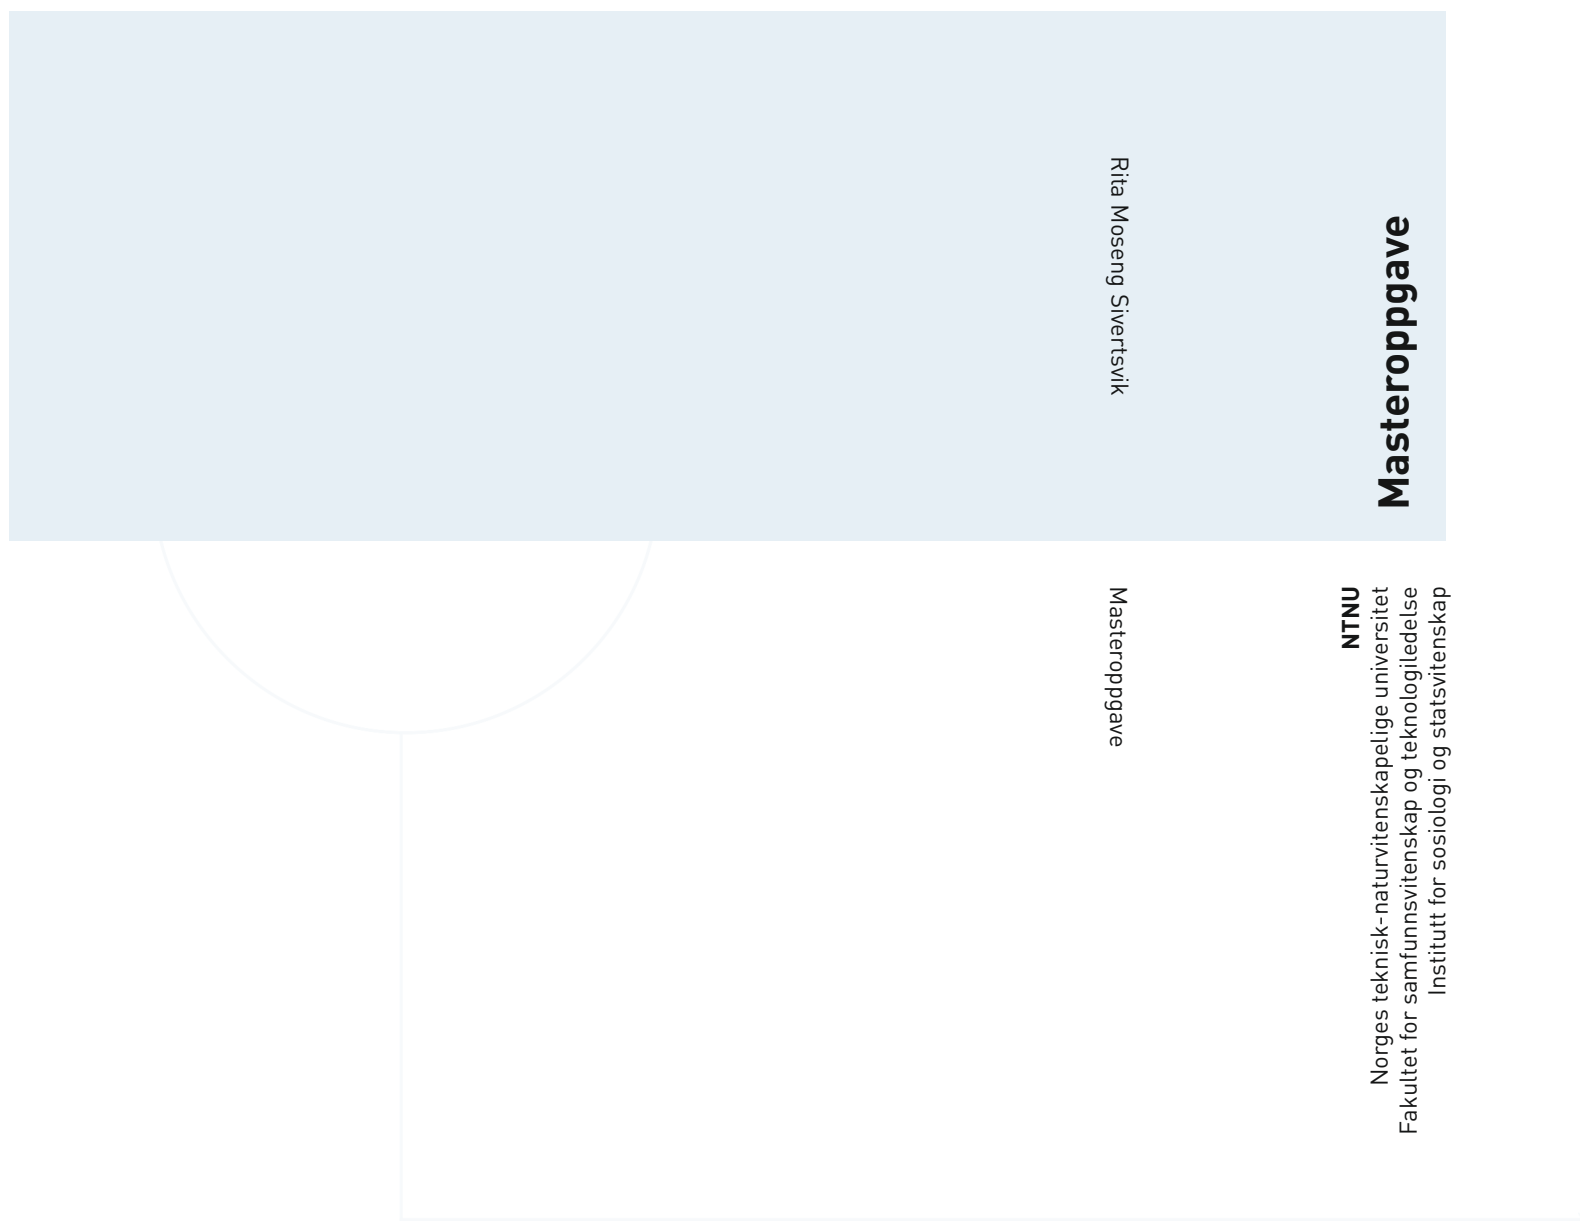 Rita Moseng Sivertsvik
Masteroppgave
Masteroppgave
NTNU
Norges teknisk-naturvitenskapelige universitet
Fakultet for samfunnsvitenskap og teknologiledelse
Institutt for sosiologi og statsvitenskap